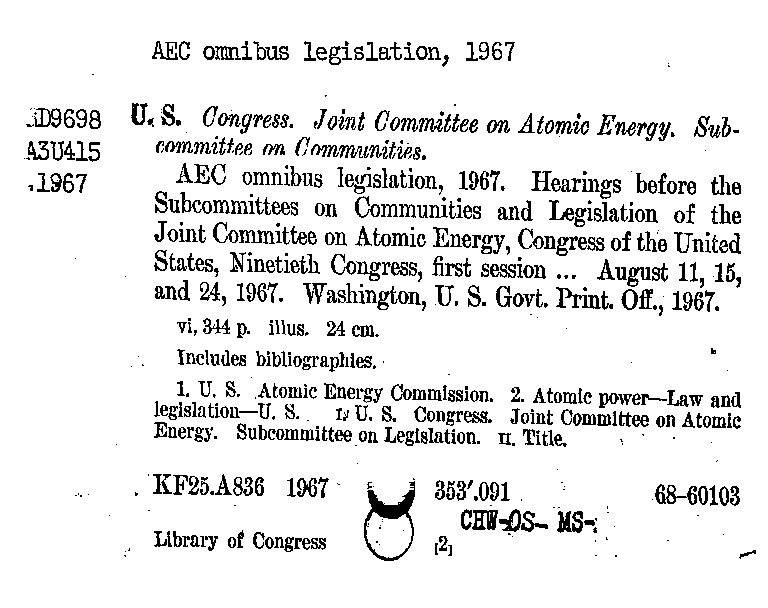 AEC omnibus legislation, 1967
U. S. Congress. Joint Committee on Atomic Energy. Sub-
committee on Communities.
HD9698
A3U415
.1967
AEC omnibus legislation, 1967. Hearings before the
Subcommittees on Communities and Legislation of the
Joint Committee on Atomic Energy, Congress of the United
States, Ninetieth Congress, first session ... August 11, 15,
and 24, 1967. Washington, U. S. Govt. Print. Off., 1967.
vi, 344 p. illus. 24 cm.
Includes bibliographies.
1. U. S. Atomic Energy Commission. 2. Atomic power—Law and
legislation—U. S. I. U. S. Congress. Joint Committee on Atomic
Energy. Subcommittee on Legislation. II. Title.
KF25.A836 1967 353'.091 68-60103
CHW-OS- MS-
Library of Congress [2]